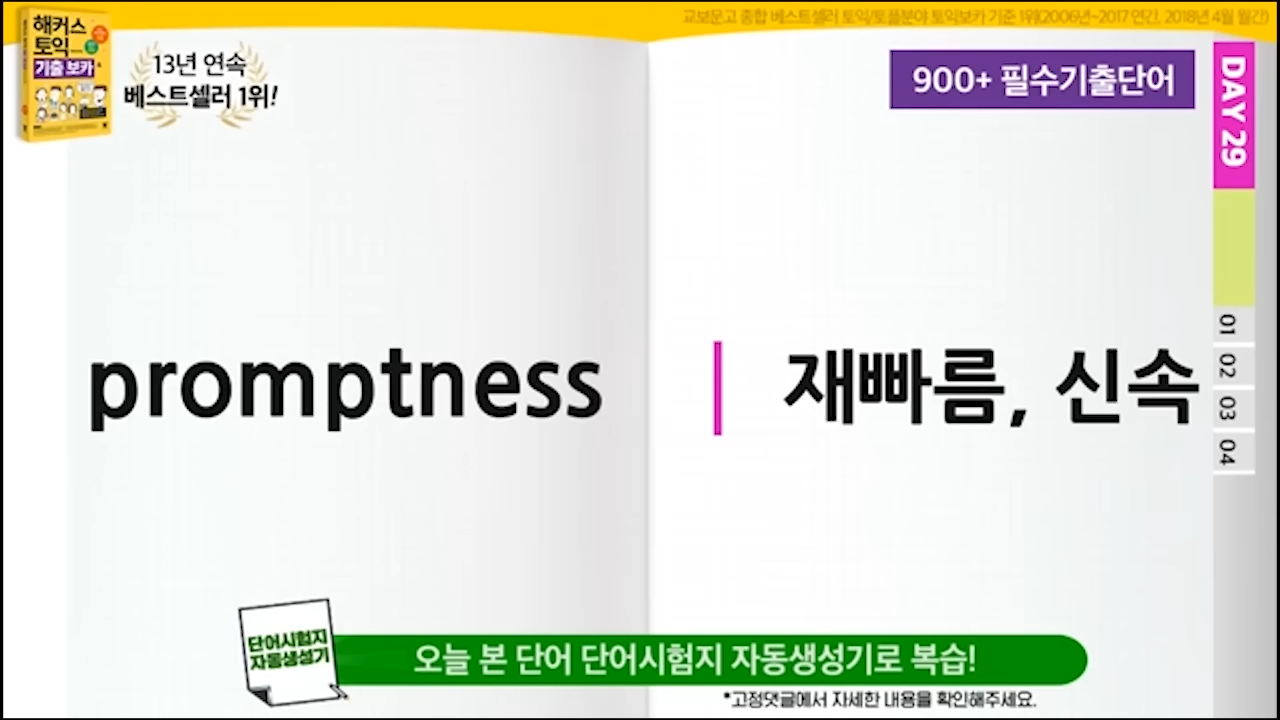 교보문고 종합 베스트셀러 토익/토플분야 토익보카 기준 1위(2006년~2017 연간, 2018년 4월 월간)
해커스
토익
기출 보카
13년 연속
베스트셀러 1위!
900+ 필수기출단어
DAY 29
promptness
재빠름, 신속
01
02
03
04
단어시험지
자동생성기
오늘 본 단어 단어시험지 자동생성기로 복습!
*고정댓글에서 자세한 내용을 확인해주세요.